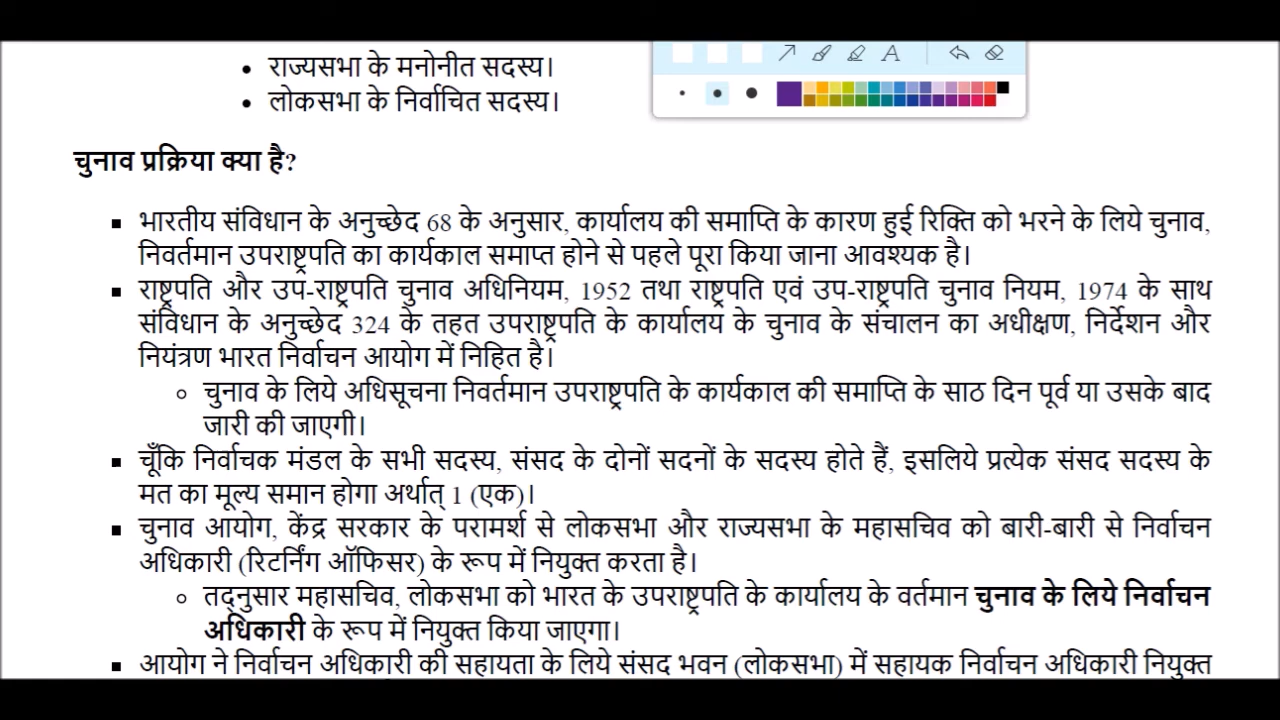 राज्यसभा के मनोनीत सदस्य।
लोकसभा के निर्वाचित सदस्य।
A
चुनाव प्रक्रिया क्या है?
भारतीय संविधान के अनुच्छेद 68 के अनुसार, कार्यालय की समाप्ति के कारण हुई रिक्ति को भरने के लिये चुनाव,
निवर्तमान उपराष्ट्रपति का कार्यकाल समाप्त होने से पहले पूरा किया जाना आवश्यक है।
राष्ट्रपति और उप-राष्ट्रपति चुनाव अधिनियम, 1952 तथा राष्ट्रपति एवं उप-राष्ट्रपति चुनाव नियम, 1974 के साथ
संविधान के अनुच्छेद 324 के तहत उपराष्ट्रपति के कार्यालय के चुनाव के संचालन का अधीक्षण, निर्देशन और
नियंत्रण भारत निर्वाचन आयोग में निहित है।
चुनाव के लिये अधिसूचना निवर्तमान उपराष्ट्रपति के कार्यकाल की समाप्ति के साठ दिन पूर्व या उसके बाद
जारी की जाएगी।
चूँकि निर्वाचक मंडल के सभी सदस्य, संसद के दोनों सदनों के सदस्य होते हैं, इसलिये प्रत्येक संसद सदस्य के
मत का मूल्य समान होगा अर्थात् 1 (एक)।
चुनाव आयोग, केंद्र सरकार के परामर्श से लोकसभा और राज्यसभा के महासचिव को बारी-बारी से निर्वाचन
अधिकारी (रिटर्निंग ऑफिसर) के रूप में नियुक्त करता है।
तद्नुसार महासचिव, लोकसभा को भारत के उपराष्ट्रपति के कार्यालय के वर्तमान चुनाव के लिये निर्वाचन
अधिकारी के रूप में नियुक्त किया जाएगा।
आयोग ने निर्वाचन अधिकारी की सहायता के लिये संसद भवन (लोकसभा) में सहायक निर्वाचन अधिकारी नियुक्त